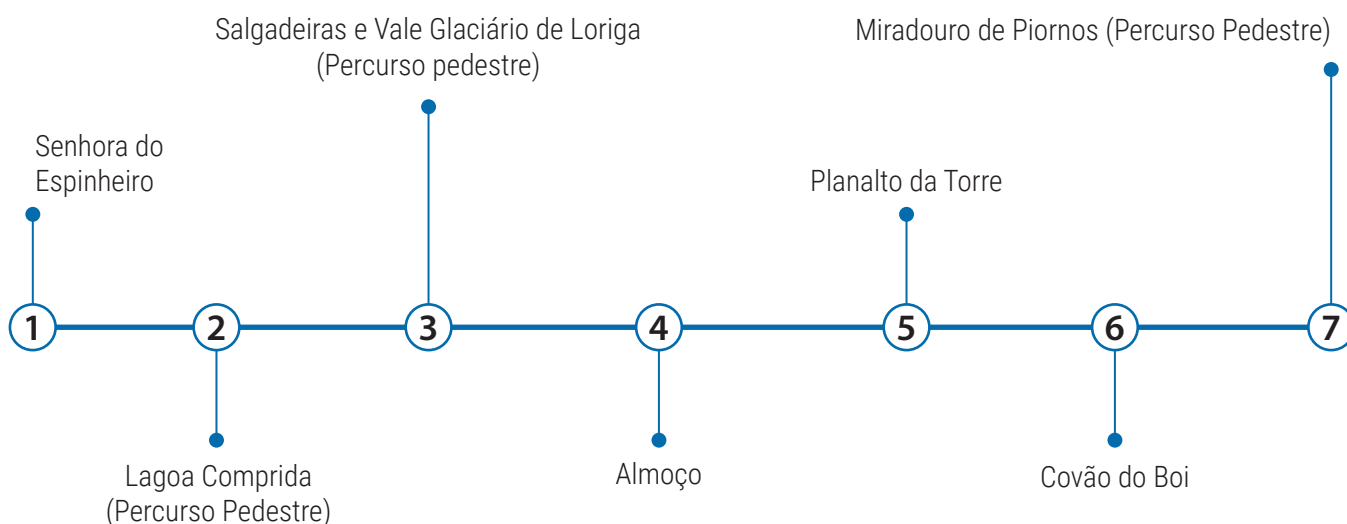 Salgadeiras e Vale Glaciário de Loriga
(Percurso pedestre)
Miradouro de Piornos (Percurso Pedestre)
Senhora do
Espinheiro
Planalto da Torre
1
2
3
4
5
6
7
Lagoa Comprida
(Percurso Pedestre)
Almoço
Covão do Boi